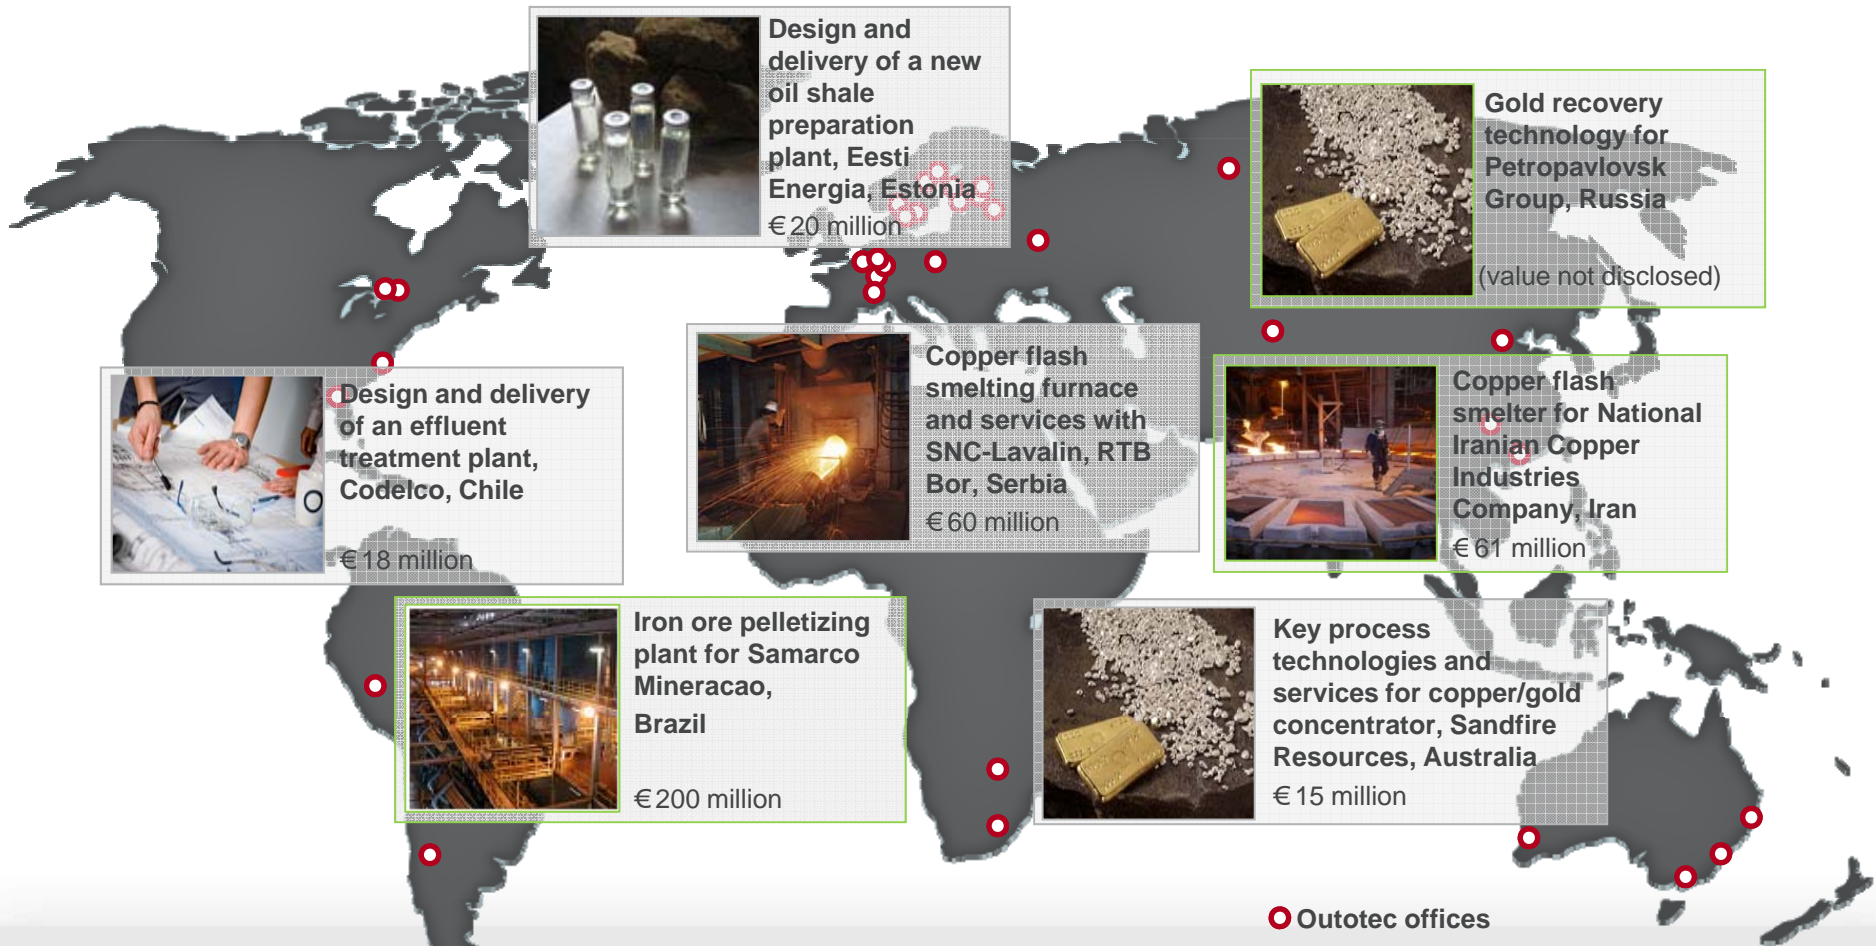 Design and
delivery of a new
oil shale
preparation
plant, Eesti
Energia, Estonia
€20 million
Gold recovery
technology for
Petropavlovsk
Group, Russia
(value not disclosed)
Design and delivery
of an effluent
treatment plant,
Codelco, Chile
€18 million
Copper flash
smelting furnace
and services with
SNC-Lavalin, RTB
Bor, Serbia
€60 million
Copper flash
smelter for National
Iranian Copper
Industries
Company, Iran
€61 million
Iron ore pelletizing
plant for Samarco
Mineracao,
Brazil
€200 million
Key process
technologies and
services for copper/gold
concentrator, Sandfire
Resources, Australia
€15 million
Outotec offices